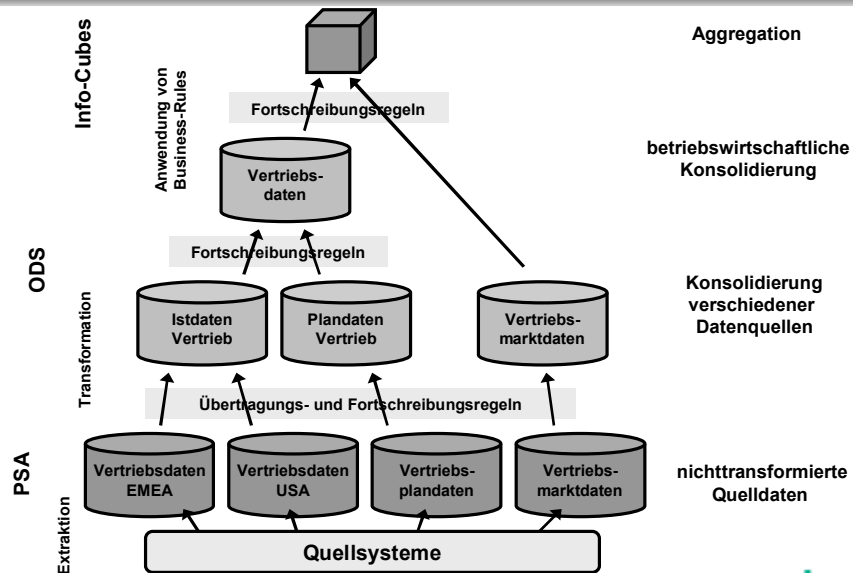 Info-Cubes
Aggregation
Anwendung von
Business-Rules
Fortschreibungsregeln
Vertriebs-
daten
betriebswirtschaftliche
Konsolidierung
ODS
Fortschreibungsregeln
Transformation
Istdaten
Vertrieb
Plandaten
Vertrieb
Vertriebs-
marktdaten
Konsolidierung
verschiedener
Datenquellen
Übertragungs- und Fortschreibungsregeln
PSA
Extraktion
Vertriebsdaten
EMEA
Vertriebsdaten
USA
Vertriebs-
plandaten
Vertriebs-
marktdaten
nichttransformierte
Quelldaten
Quellsysteme